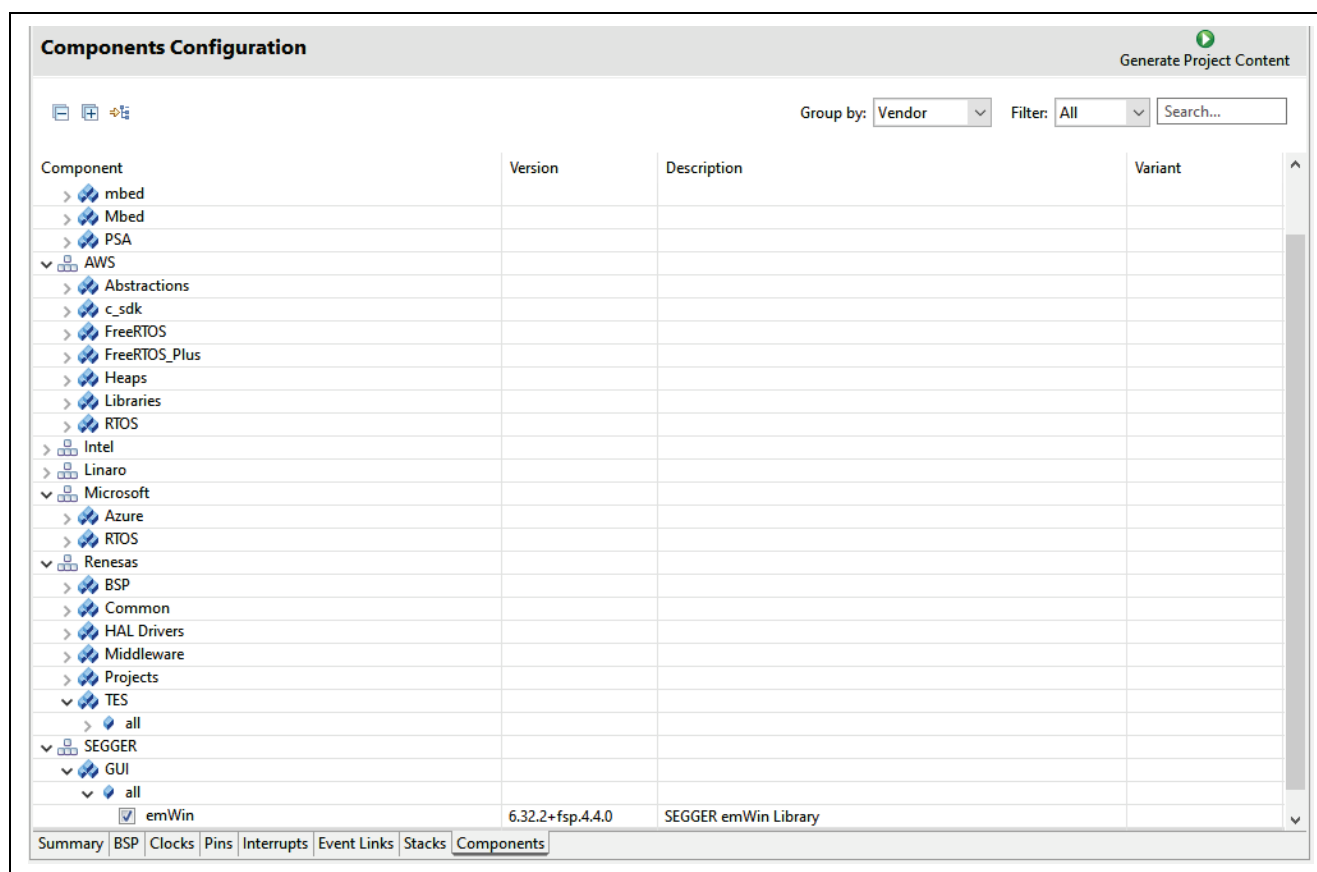 Components Configuration
Generate Project Content
Group by: Vendor Filter: All Search...
Component Version Description Variant
mbed
Mbed
PSA
AWS
Abstractions
c_sdk
FreeRTOS
FreeRTOS_Plus
Heaps
Libraries
RTOS
Intel
Linaro
Microsoft
Azure
RTOS
Renesas
BSP
Common
HAL Drivers
Middleware
Projects
TES
all
SEGGER
GUI
all
emWin 6.32.2+fsp.4.4.0 SEGGER emWin Library
Summary BSP Clocks Pins Interrupts Event Links Stacks Components